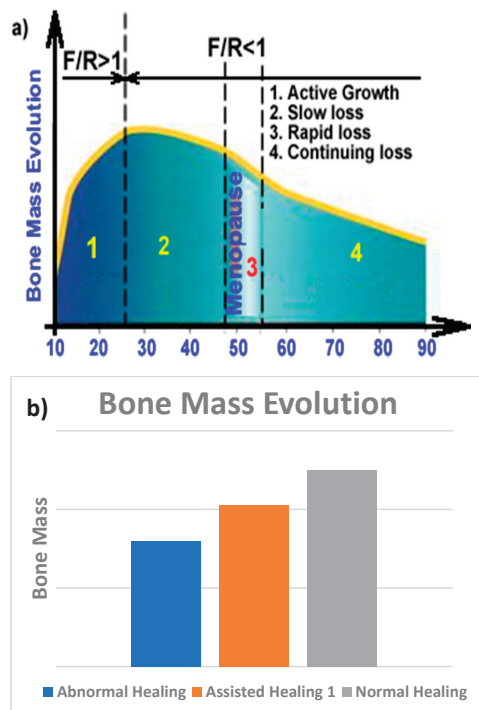 a)
F/R>1
F/R<1
1. Active Growth
2. Slow loss
3. Rapid loss
4. Continuing loss
Bone Mass Evolution
1
2
Menopause
3
4
10 20 30 40 50 60 70 80 90
b)
Bone Mass Evolution
Bone Mass
Abnormal Healing Assisted Healing 1 Normal Healing